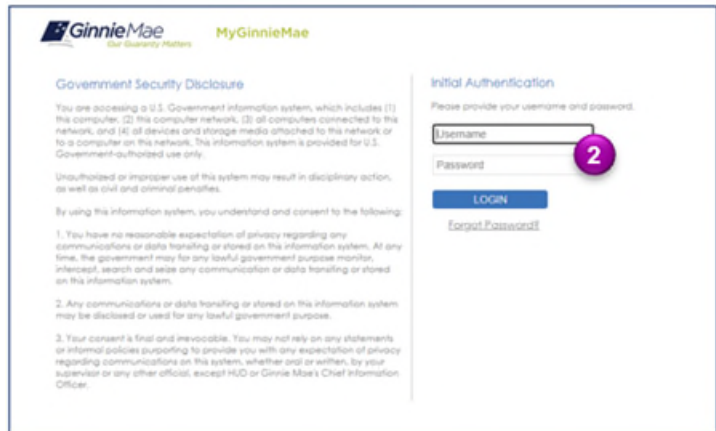 GinnieMae
Our Guaranty Matters
MyGinnieMae
Government Security Disclosure
You are accessing a U.S. Government information system, which includes (1)
this computer, (2) this computer network, (3) all computers connected to this
network, and (4) all devices and storage media attached to this network or
to a computer on this network. This information system is provided for U.S.
Government-authorized use only.
Unauthorized or improper use of this system may result in disciplinary action,
as well as civil and criminal penalties.
By using this information system, you understand and consent to the following:
1. You have no reasonable expectation of privacy regarding any
communications or data transiting or stored on this information system. At any
time, the government may for any lawful government purpose monitor,
intercept, search and seize any communication or data transiting or stored
on this information system.
2. Any communications or data transiting or stored on this information system
may be disclosed or used for any lawful government purpose.
3. Your consent is final and irrevocable. You may not rely on any statements
or informal policies purporting to provide you with any expectation of privacy
regarding communications on this system, whether oral or written, by your
supervisor or any other official, except HUD or Ginnie Mae's Chief Information
Officer.
Initial Authentication
Please provide your username and password.
Username
2
Password
LOGIN
Forgot Password?